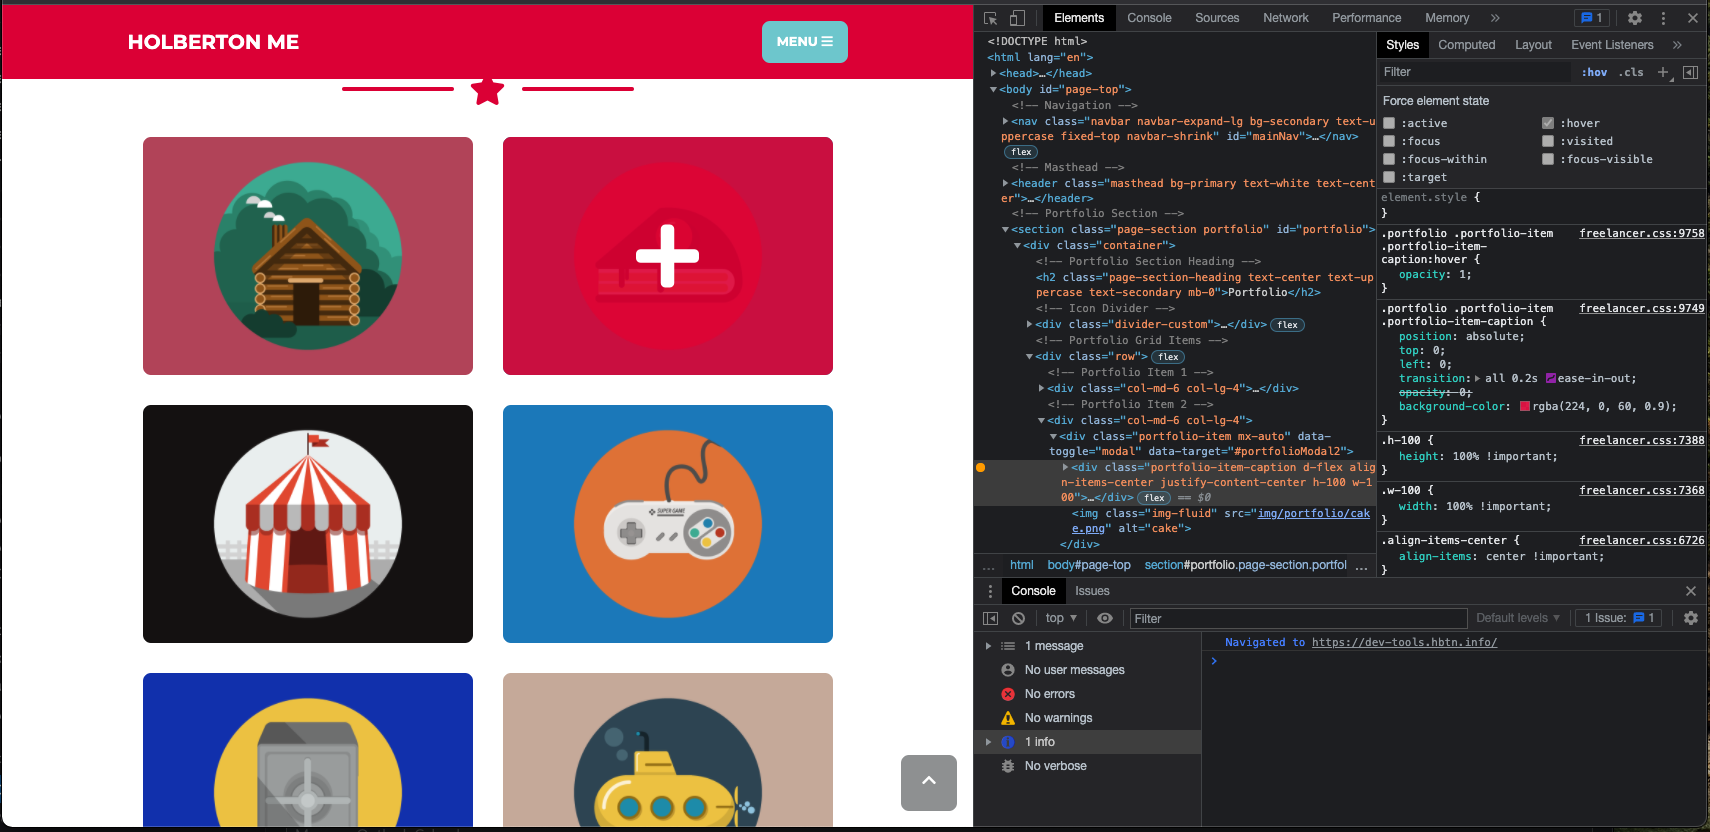 HOLBERTON ME
MENU
SUPER GAME
Elements
Console
Sources
Network
Performance
Memory
»
1
<!DOCTYPE html>
<html lang="en">
<head>…</head>
<body id="page-top">
<!-- Navigation -->
<nav class="navbar navbar-expand-lg bg-secondary text-u
ppercase fixed-top navbar-shrink" id="mainNav">…</nav>
flex
<!-- Masthead -->
<header class="masthead bg-primary text-white text-cent
er">…</header>
<!-- Portfolio Section -->
<section class="page-section portfolio" id="portfolio">
<div class="container">
<!-- Portfolio Section Heading -->
<h2 class="page-section-heading text-center text-up
percase text-secondary mb-0">Portfolio</h2>
<!-- Icon Divider -->
<div class="divider-custom">…</div> flex
<!-- Portfolio Grid Items -->
<div class="row"> flex
<!-- Portfolio Item 1 -->
<div class="col-md-6 col-lg-4">…</div>
<!-- Portfolio Item 2 -->
<div class="col-md-6 col-lg-4">
<div class="portfolio-item mx-auto" data-
toggle="modal" data-target="#portfolioModal2">
<div class="portfolio-item-caption d-flex alig
n-items-center justify-content-center h-100 w-1
00">…</div> flex == $0
<img class="img-fluid" src="img/portfolio/cak
e.png" alt="cake">
</div>
… html body#page-top section#portfolio.page-section.portfol …
Styles
Computed
Layout
Event Listeners
»
Filter
:hov .cls +
Force element state
:active
:hover
:focus
:visited
:focus-within
:focus-visible
:target
element.style {
}
.portfolio .portfolio-item freelancer.css:9758
.portfolio-item-
caption:hover {
opacity: 1;
}
.portfolio .portfolio-item freelancer.css:9749
.portfolio-item-caption {
position: absolute;
top: 0;
left: 0;
transition: all 0.2s ease-in-out;
opacity: 0;
background-color: rgba(224, 0, 60, 0.9);
}
.h-100 { freelancer.css:7388
height: 100% !important;
}
.w-100 { freelancer.css:7368
width: 100% !important;
}
.align-items-center { freelancer.css:6726
align-items: center !important;
}
Console
Issues
top
Filter
Default levels
1 Issue: 1
1 message
No user messages
No errors
No warnings
1 info
No verbose
Navigated to https://dev-tools.hbtn.info/